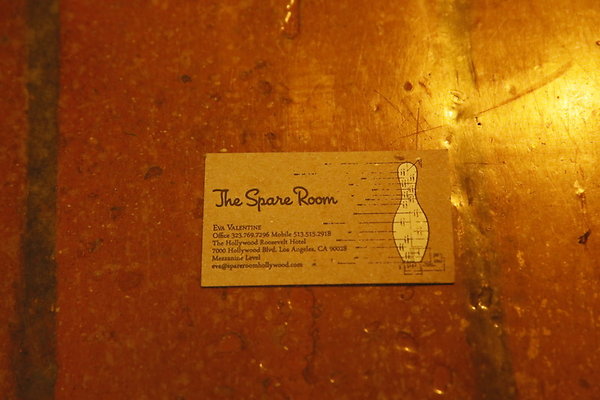 The Spare Room
Eva Valentine
Office 323.769.7296 Mobile 513.515.2918
The Hollywood Roosevelt Hotel
7000 Hollywood Blvd. Los Angeles, CA 90028
Mezzanine Level
eve@spareroomhollywood.com